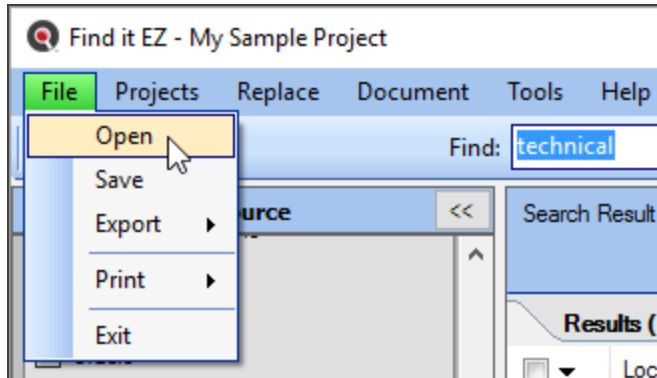 Find it EZ - My Sample Project
File Projects Replace Document Tools Help
Open
Find: technical
Save
Export
Search Result
<<
Print
Results (
Exit
Loc